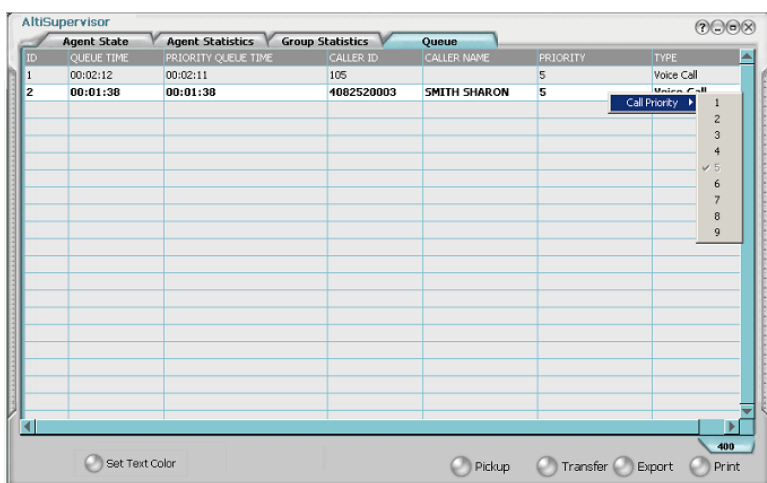 AltiSupervisor
Agent State Agent Statistics Group Statistics Queue
ID QUEUE TIME PRIORITY QUEUE TIME CALLER ID CALLER NAME PRIORITY TYPE
1 00:02:12 00:02:11 105 5 Voice Call
2 00:01:38 00:01:38 4082520003 SMITH SHARON 5 Voice Call
Call Priority
1
2
3
4
5
6
7
8
9
400
Set Text Color Pickup Transfer Export Print